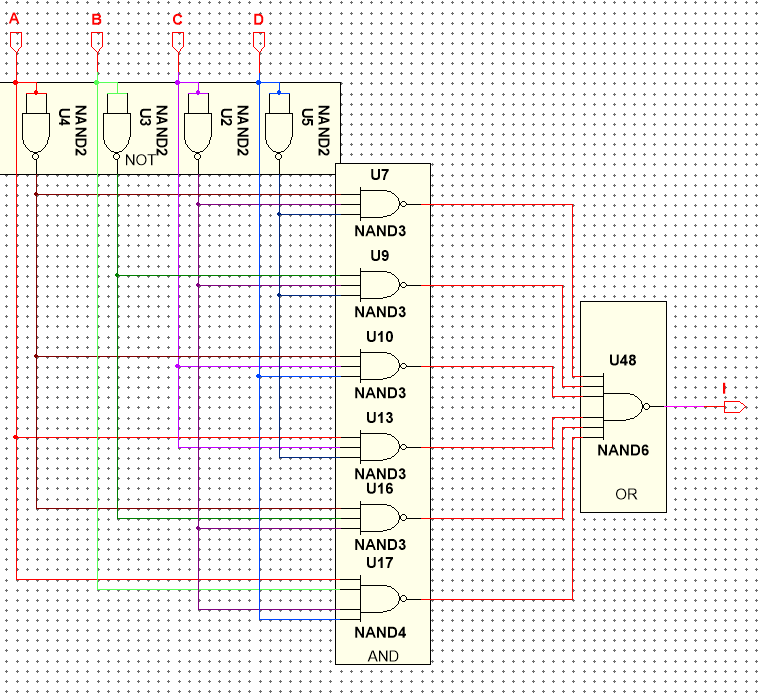 A
B
C
D
U4
NAND2
U3
NAND2
U2
NAND2
U5
NAND2
NOT
U7
NAND3
U9
NAND3
U10
NAND3
U13
NAND3
U16
NAND3
U17
NAND4
AND
U48
NAND6
OR
I